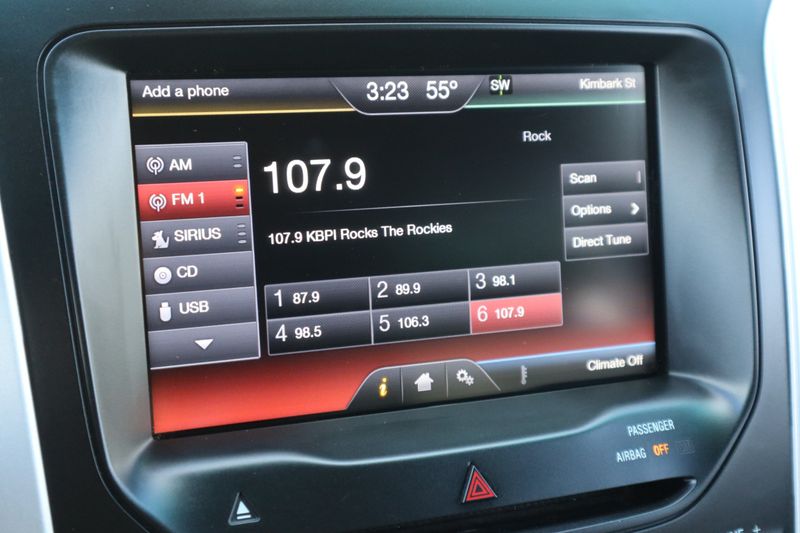 Add a phone
3:23 55°
SW
Kimbark St
Rock
AM
FM 1
SIRIUS
CD
USB
107.9
107.9 KBPI Rocks The Rockies
Scan
Options
Direct Tune
1 87.9
2 89.9
3 98.1
4 98.5
5 106.3
6 107.9
i
Climate Off
PASSENGER
AIRBAG OFF